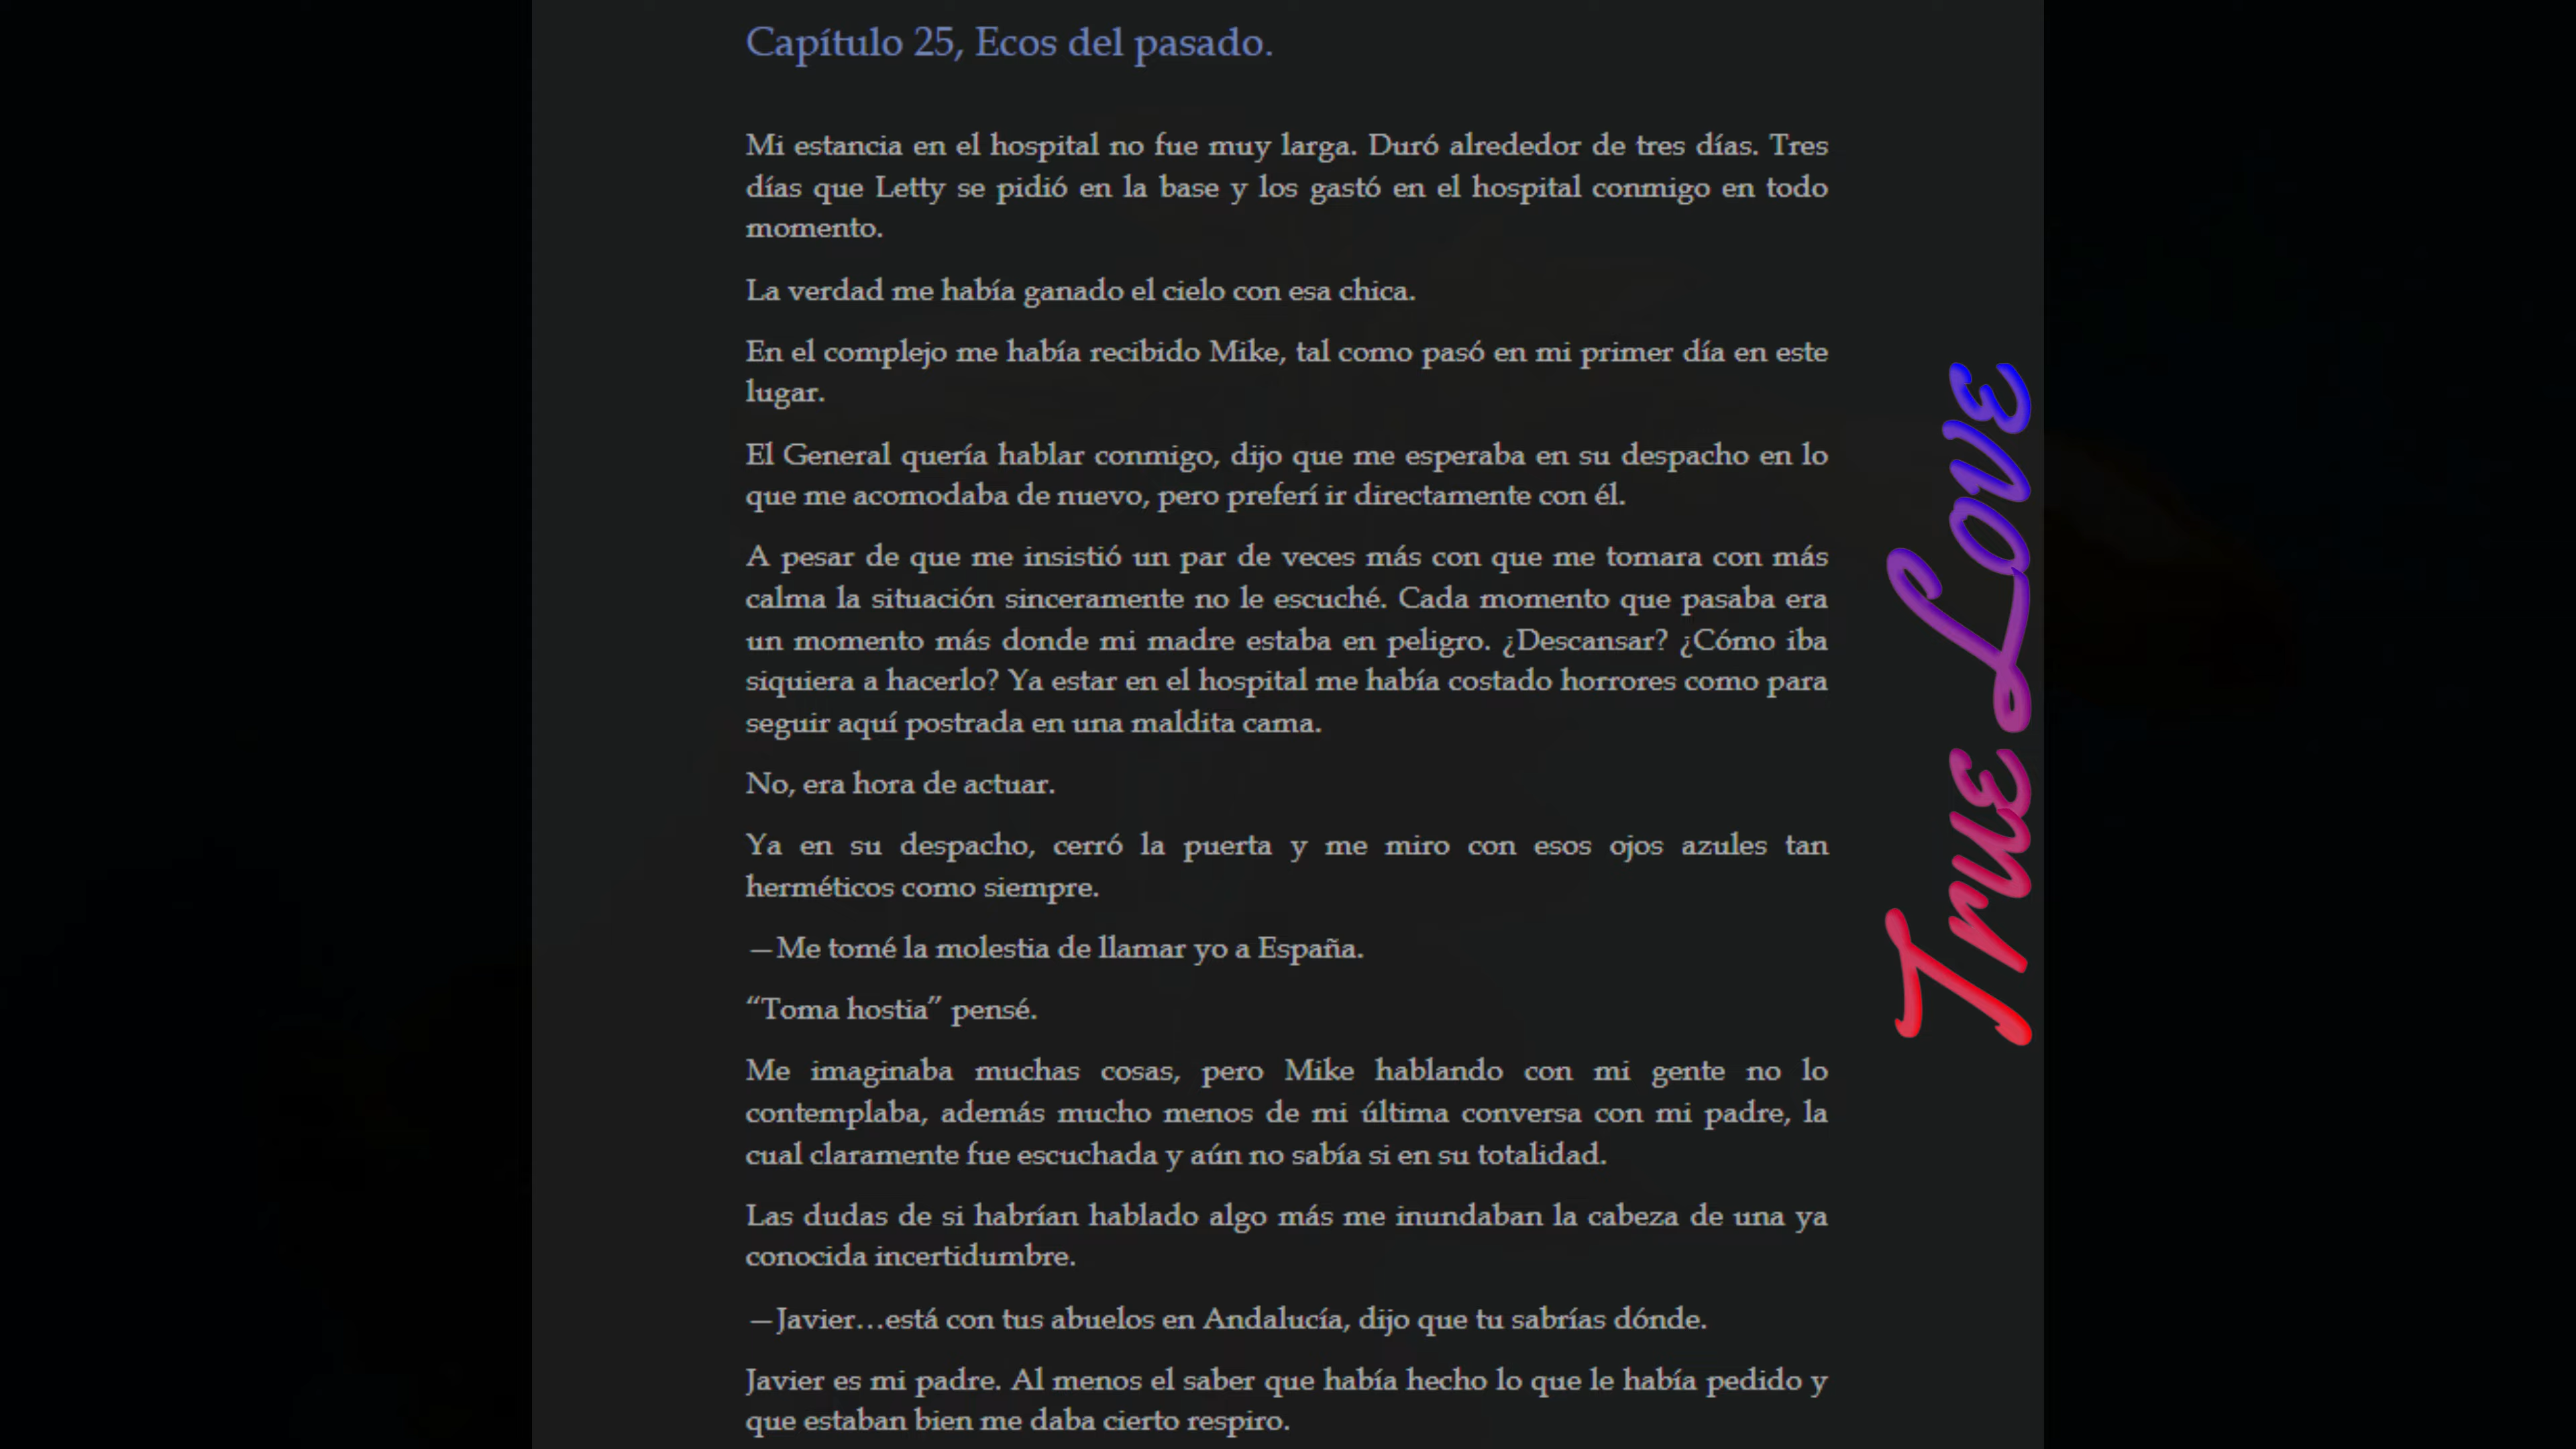 Capítulo 25, Ecos del pasado.
Mi estancia en el hospital no fue muy larga. Duró alrededor de tres días. Tres
días que Letty se pidió en la base y los gastó en el hospital conmigo en todo
momento.
La verdad me había ganado el cielo con esa chica.
En el complejo me había recibido Mike, tal como pasó en mi primer día en este
lugar.
El General quería hablar conmigo, dijo que me esperaba en su despacho en lo
que me acomodaba de nuevo, pero preferí ir directamente con él.
A pesar de que me insistió un par de veces más con que me tomara con más
calma la situación sinceramente no le escuché. Cada momento que pasaba era
un momento más donde mi madre estaba en peligro. ¿Descansar? ¿Cómo iba
siquiera a hacerlo? Ya estar en el hospital me había costado horrores como para
seguir aquí postrada en una maldita cama.
No, era hora de actuar.
Ya en su despacho, cerró la puerta y me miro con esos ojos azules tan
herméticos como siempre.
—Me tomé la molestia de llamar yo a España.
“Toma hostia” pensé.
Me imaginaba muchas cosas, pero Mike hablando con mi gente no lo
contemplaba, además mucho menos de mi última conversa con mi padre, la
cual claramente fue escuchada y aún no sabía si en su totalidad.
Las dudas de si habrían hablado algo más me inundaban la cabeza de una ya
conocida incertidumbre.
—Javier…está con tus abuelos en Andalucía, dijo que tu sabrías dónde.
Javier es mi padre. Al menos el saber que había hecho lo que le había pedido y
que estaban bien me daba cierto respiro.
True Love